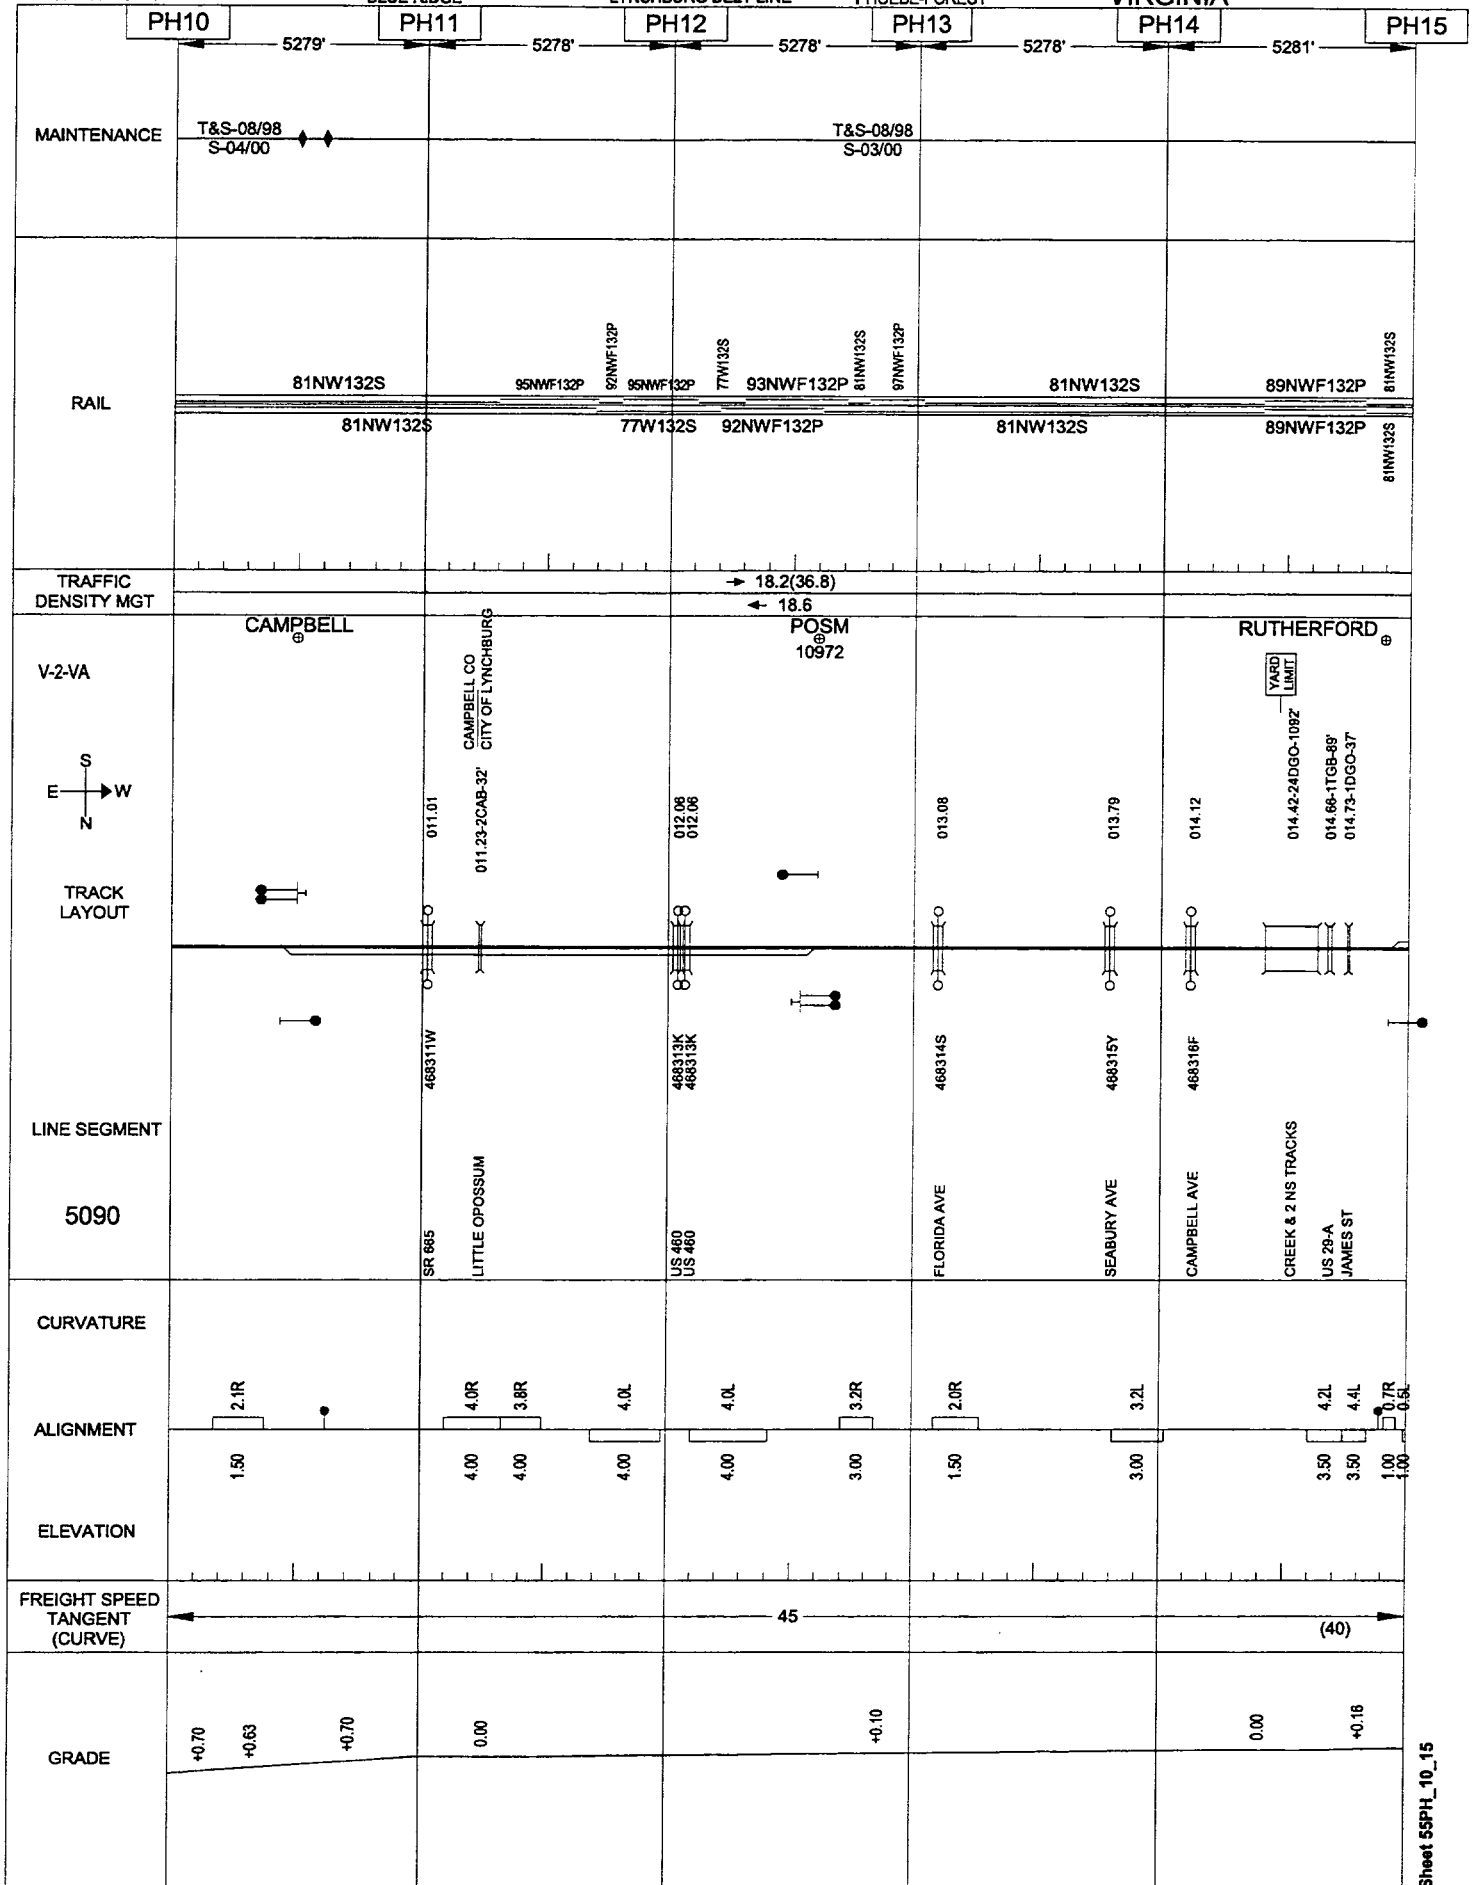 VIRGINIA
PH10 PH11 PH12 PH13 PH14 PH15
5279' 5278' 5278' 5278' 5281'
MAINTENANCE
T&S-08/98
S-04/00
T&S-08/98
S-03/00
RAIL
81NW132S
95NWF132P
92NWF132P
95NWF132P
77W132S
93NWF132P
81NW132S
97NWF132P
81NW132S
89NWF132P
81NW132S
81NW132S
77W132S
92NWF132P
81NW132S
89NWF132P
81NW132S
TRAFFIC
DENSITY MGT
→ 18.2(36.8)
← 18.6
V-2-VA
CAMPBELL
POSM
10972
RUTHERFORD
CAMPBELL CO
CITY OF LYNCHBURG
YARD
LIMIT
S
E W
N
011.01
011.23-2CAB-32'
012.06
012.06
013.08
013.79
014.12
014.42-24DGO-1092'
014.66-1TGB-89'
014.73-1DGO-37'
TRACK
LAYOUT
468311W
468313K
468313K
468314S
468315Y
468316F
LINE SEGMENT
5090
SR 665
LITTLE OPOSSUM
US 460
US 460
FLORIDA AVE
SEABURY AVE
CAMPBELL AVE
CREEK & 2 NS TRACKS
US 29-A
JAMES ST
CURVATURE
2.1R
4.0R
3.8R
4.0L
4.0L
3.2R
2.0R
3.2L
4.2L
4.4L
0.7R
0.5L
ALIGNMENT
1.50
4.00
4.00
4.00
4.00
3.00
1.50
3.00
3.50
3.50
1.00
1.00
ELEVATION
FREIGHT SPEED
TANGENT
(CURVE)
45
(40)
GRADE
+0.70
+0.63
+0.70
0.00
+0.10
0.00
+0.16
Sheet 55PH_10_15